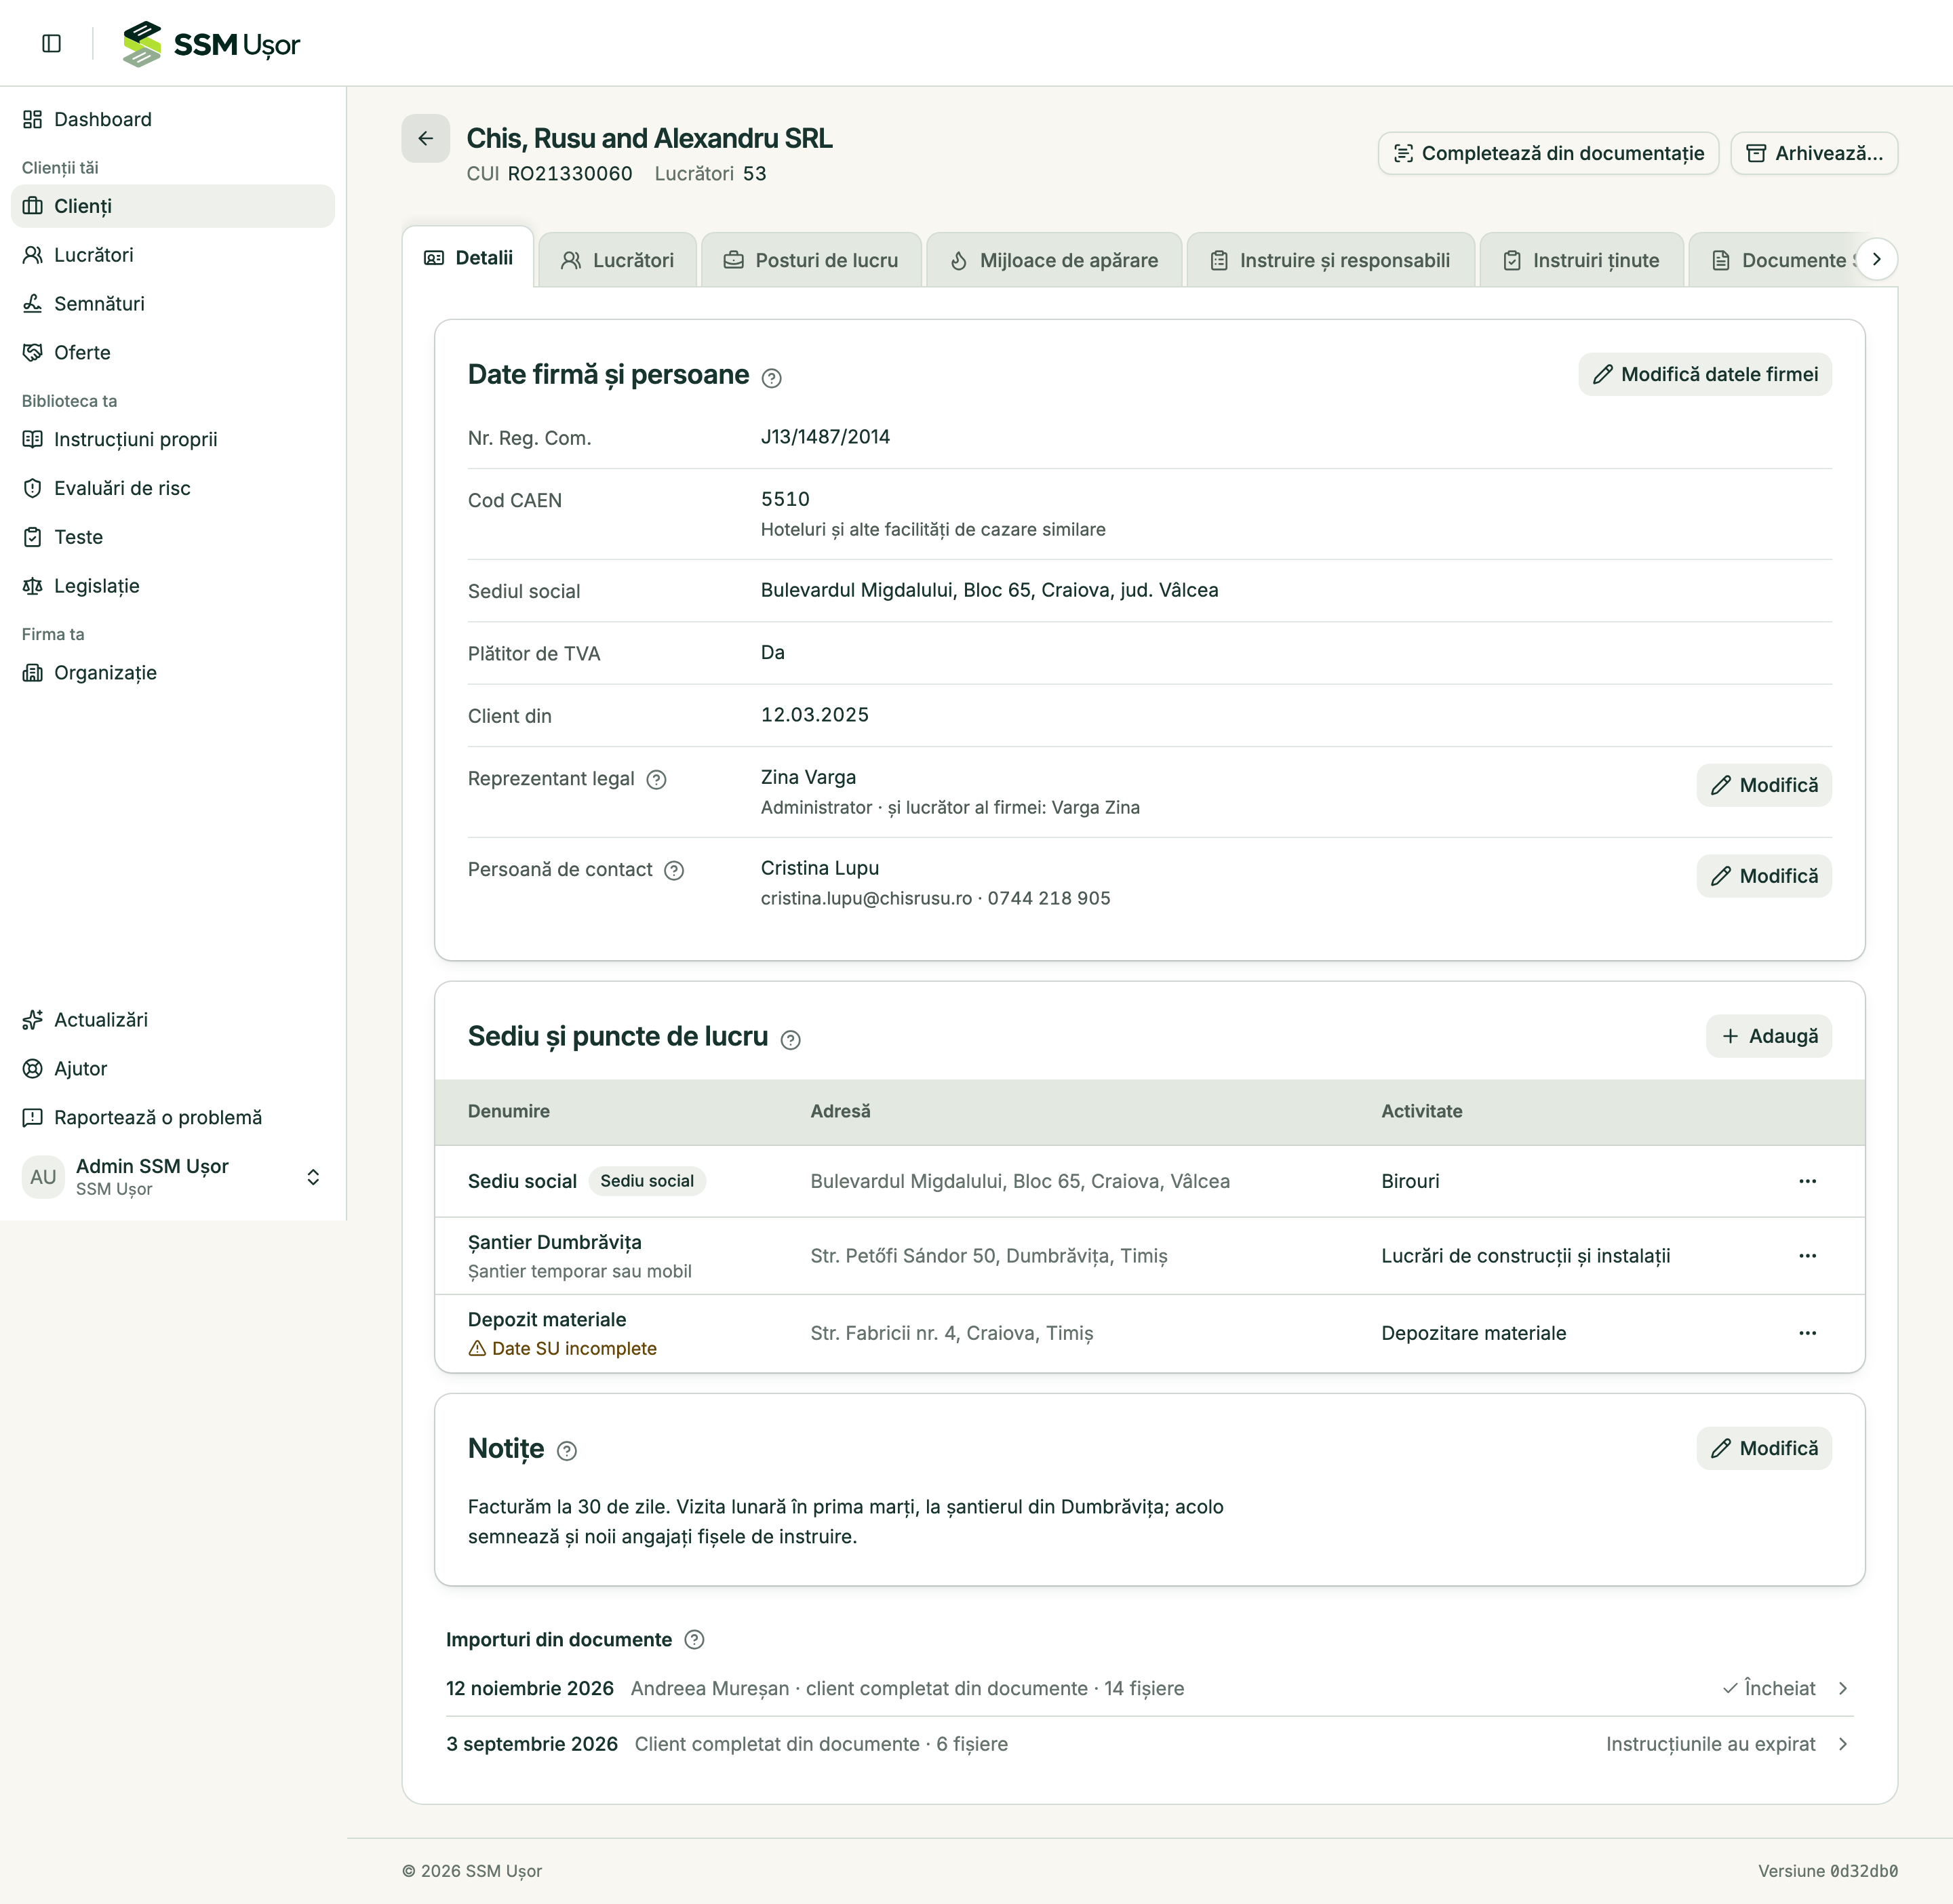 SSM Ușor
Dashboard
Clienții tăi
Clienți
Lucrători
Semnături
Oferte
Biblioteca ta
Instrucțiuni proprii
Evaluări de risc
Teste
Legislație
Firma ta
Organizație
Actualizări
Ajutor
Raportează o problemă
AU
Admin SSM Ușor
SSM Ușor
Chis, Rusu and Alexandru SRL
CUI RO21330060 Lucrători 53
Completează din documentație
Arhivează...
Detalii
Lucrători
Posturi de lucru
Mijloace de apărare
Instruire și responsabili
Instruiri ținute
Documente
Date firmă și persoane
Modifică datele firmei
Nr. Reg. Com. J13/1487/2014
Cod CAEN 5510
Hoteluri și alte facilități de cazare similare
Sediul social Bulevardul Migdalului, Bloc 65, Craiova, jud. Vâlcea
Plătitor de TVA Da
Client din 12.03.2025
Reprezentant legal Zina Varga
Administrator · și lucrător al firmei: Varga Zina
Modifică
Persoană de contact Cristina Lupu
cristina.lupu@chisrusu.ro · 0744 218 905
Modifică
Sediu și puncte de lucru
Adaugă
Denumire Adresă Activitate
Sediu social Sediu social Bulevardul Migdalului, Bloc 65, Craiova, Vâlcea Birouri
Șantier Dumbrăvița
Șantier temporar sau mobil
Str. Petőfi Sándor 50, Dumbrăvița, Timiș Lucrări de construcții și instalații
Depozit materiale
Date SU incomplete
Str. Fabricii nr. 4, Craiova, Timiș Depozitare materiale
Notițe
Modifică
Facturăm la 30 de zile. Vizita lunară în prima marți, la șantierul din Dumbrăvița; acolo
semnează și noii angajați fișele de instruire.
Importuri din documente
12 noiembrie 2026 Andreea Mureșan · client completat din documente · 14 fișiere Încheiat
3 septembrie 2026 Client completat din documente · 6 fișiere Instrucțiunile au expirat
© 2026 SSM Ușor
Versiune 0d32db0